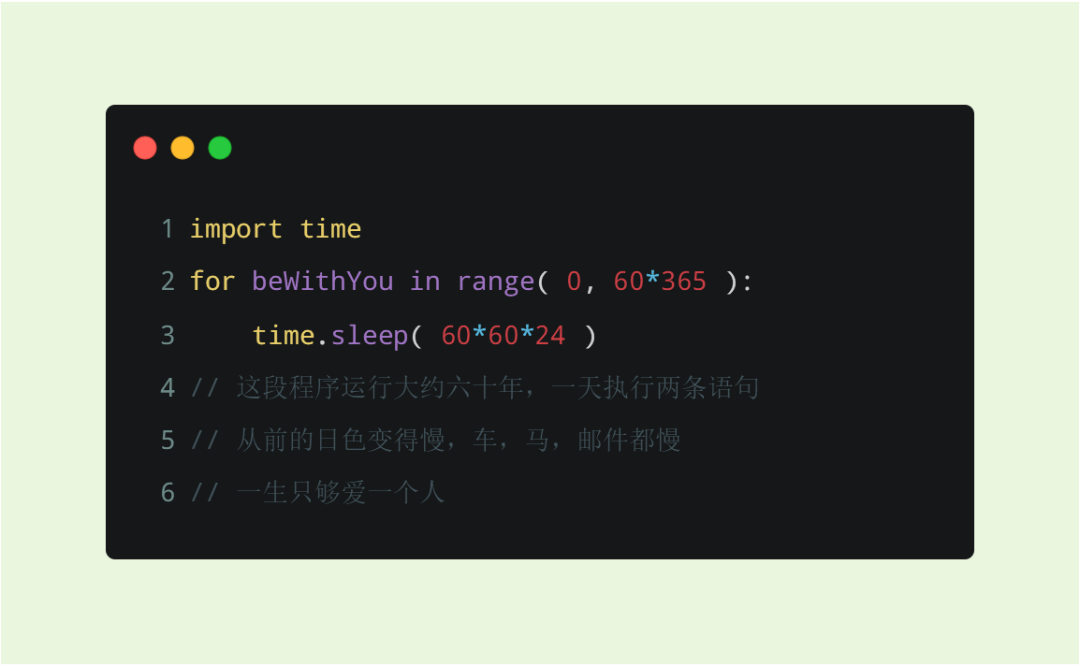 1 import time
2 for beWithYou in range( 0, 60*365 ):
3     time.sleep( 60*60*24 )
4 // 这段程序运行大约六十年，一天执行两条语句
5 // 从前的日色变得慢，车，马，邮件都慢
6 // 一生只够爱一个人